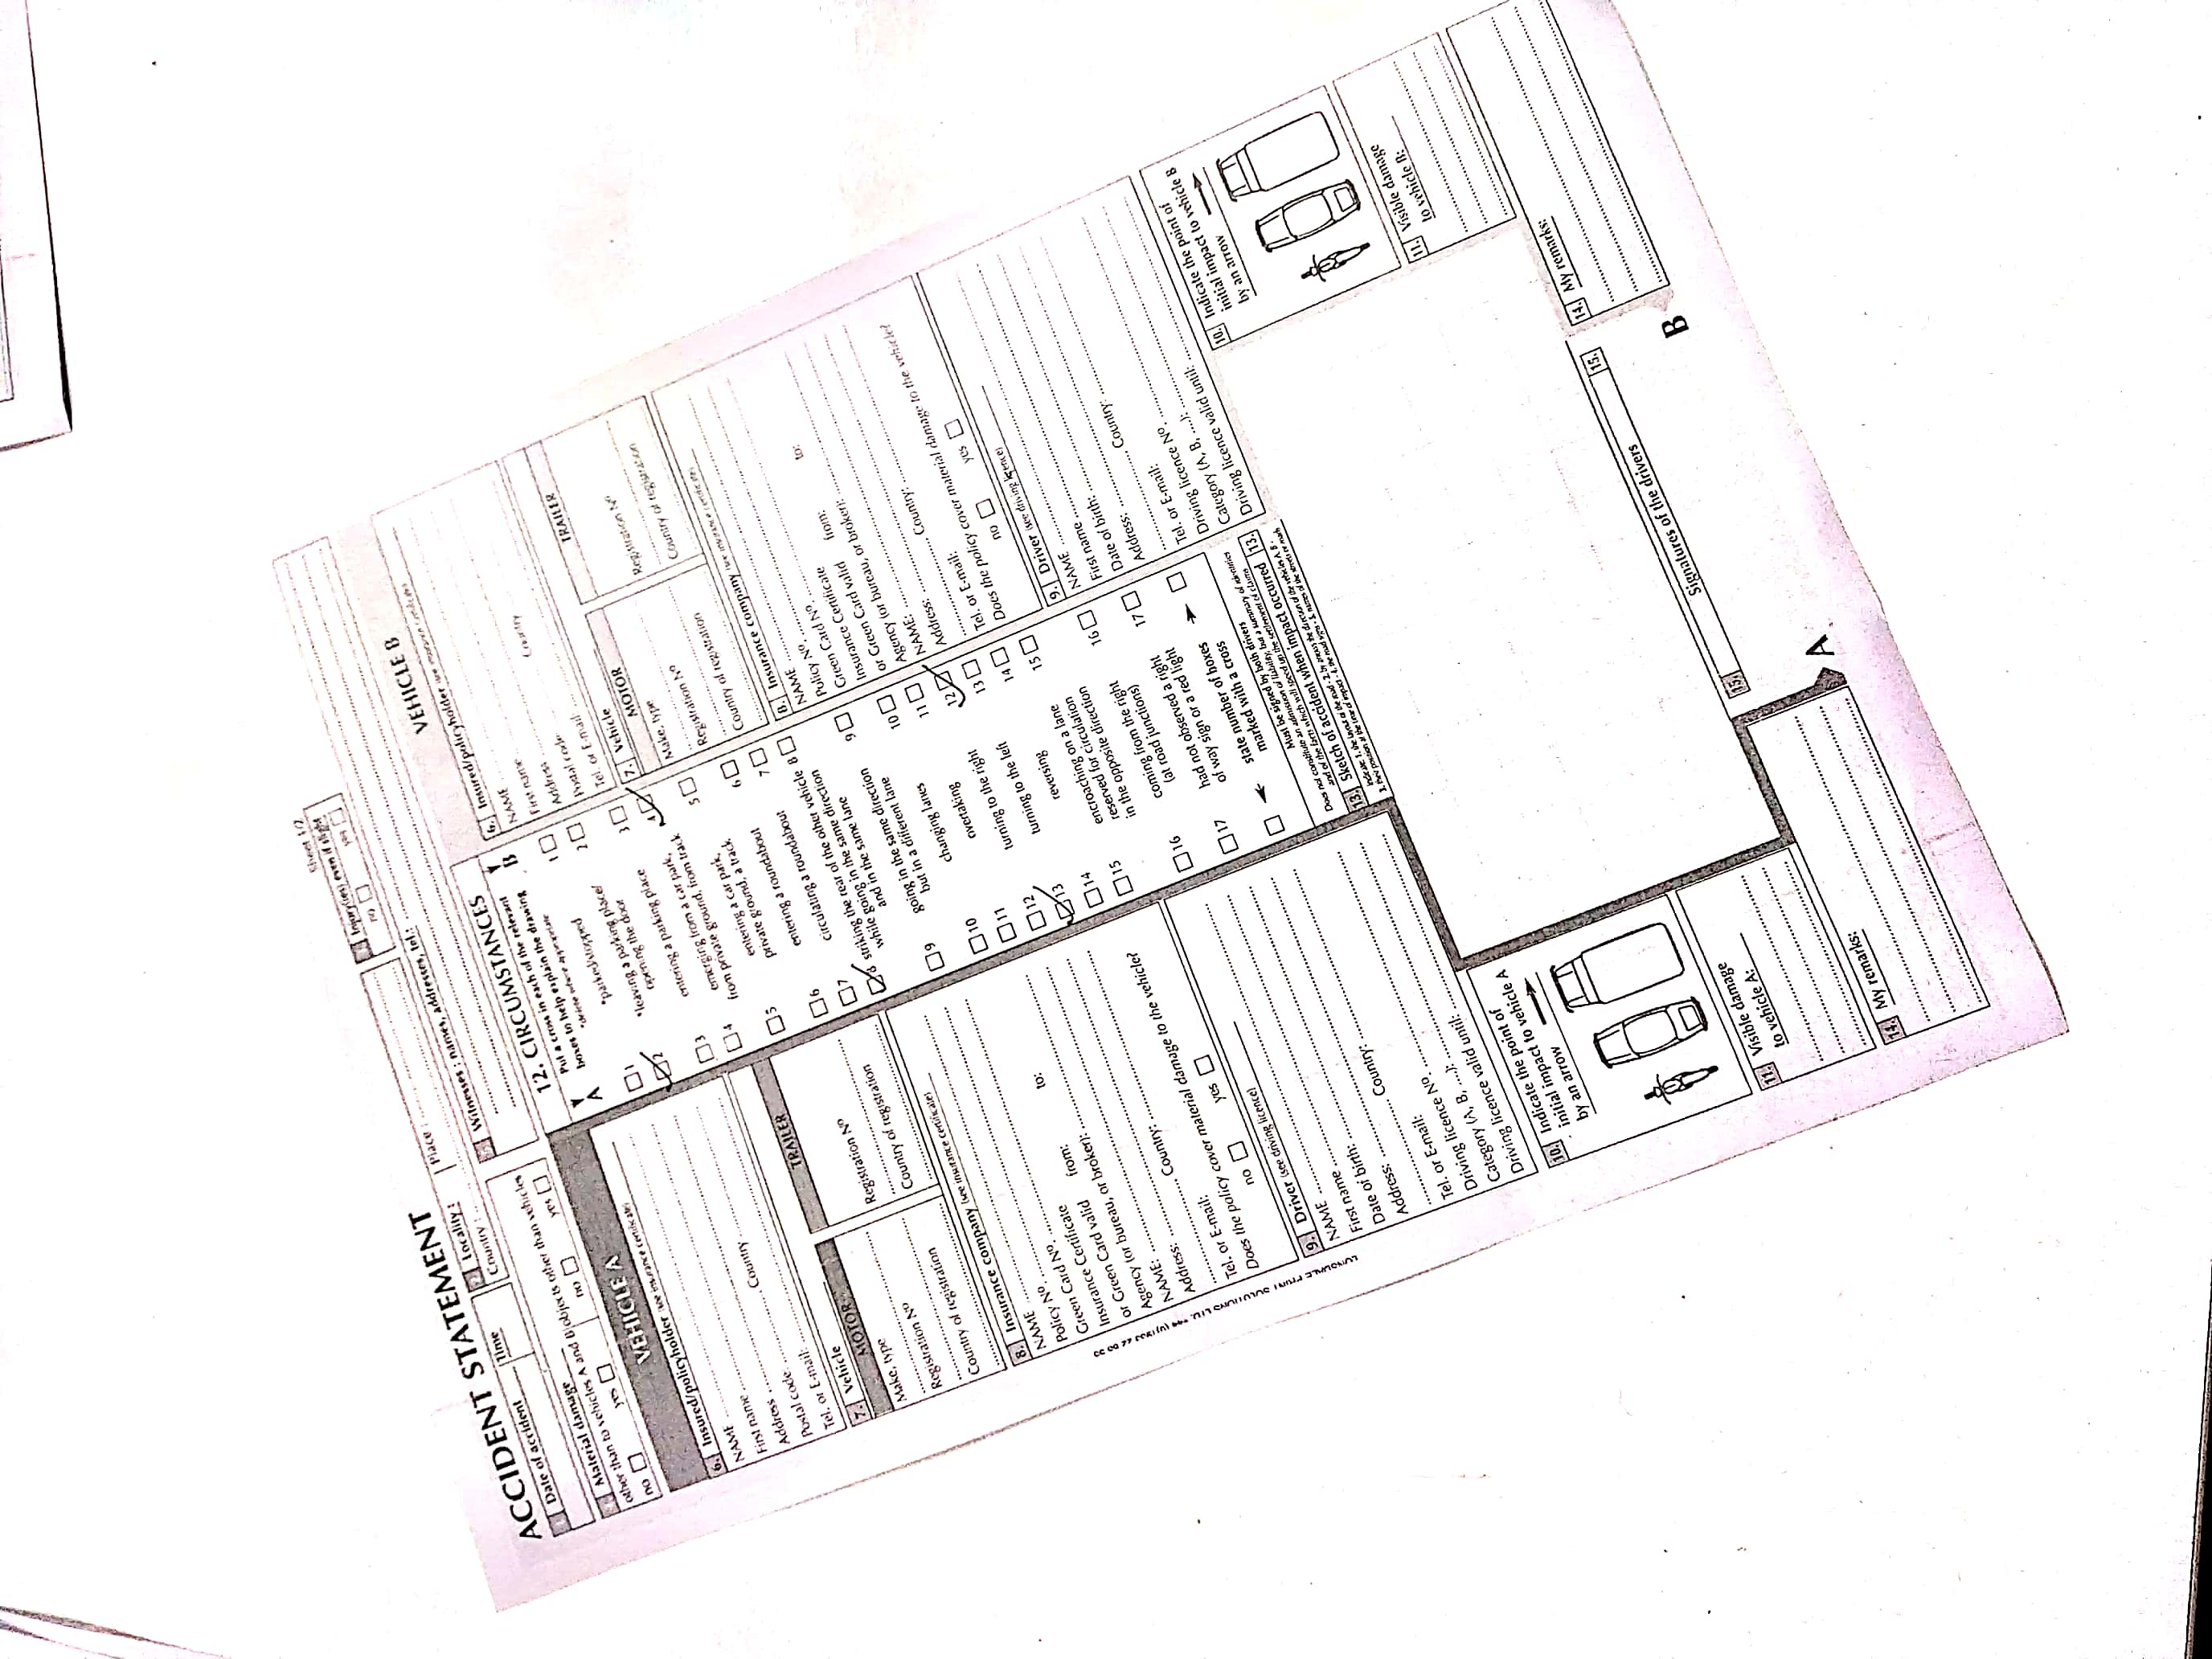 ACCIDENT STATEMENT
Sheet 1/2
1. Date of accident Time
2. Locality: Place:
Country:
3. Injury(ies) even if slight
no yes
4. Material damage
other than to vehicles A and B objects other than vehicles
no yes no yes
5. Witnesses: names, addresses, tel.:
VEHICLE A
6. Insured/policyholder (see insurance certificate)
NAME
First name
Address
Postal code Country
Tel. or E-mail:
7. Vehicle
MOTOR TRAILER
Make, type
Registration Nº Registration Nº
Country of registration Country of registration
8. Insurance company (see insurance certificate)
NAME
Policy Nº
Green Card Nº
Insurance Certificate
or Green Card valid from: to:
Agency (or bureau, or broker):
NAME:
Address: Country:
Tel. or E-mail:
Does the policy cover material damage to the vehicle?
no yes
9. Driver (see driving licence)
NAME
First name
Date of birth:
Address: Country:
Tel. or E-mail:
Driving licence Nº
Category (A, B, ...):
Driving licence valid until:
10. Indicate the point of
initial impact to vehicle A
by an arrow
11. Visible damage
to vehicle A:
14. My remarks:
12. CIRCUMSTANCES
Put a cross in each of the relevant
boxes to help explain the drawing
A *delete where appropriate B
1 *parked/stopped 1
2 *leaving a parking place/ 2
opening the door
3 entering a parking place 3
4 emerging from a car park, 4
from private ground, from track
5 entering a car park, 5
private ground, a track
6 entering a roundabout 6
7 circulating a roundabout 7
8 striking the rear of the other vehicle 8
while going in the same direction
and in the same lane
9 going in the same direction 9
but in a different lane
10 changing lanes 10
11 overtaking 11
12 turning to the right 12
13 turning to the left 13
14 reversing 14
15 encroaching on a lane 15
reserved for circulation
in the opposite direction
16 coming from the right 16
(at road junctions)
17 had not observed a right 17
of way sign or a red light
state number of boxes
marked with a cross
Must be signed by both drivers
Does not constitute an admission of liability, but a summary of identities
and of the facts which will speed up the settlement of claims
13. Sketch of accident when impact occurred 13.
VEHICLE B
6. Insured/policyholder (see insurance certificate)
NAME
First name
Address
Postal code Country
Tel. or E-mail
7. Vehicle
MOTOR TRAILER
Make, type
Registration Nº Registration Nº
Country of registration Country of registration
8. Insurance company (see insurance certificate)
NAME
Policy Nº
Green Card Nº
Insurance Certificate
or Green Card valid from: to:
Agency (or bureau, or broker):
NAME:
Address: Country:
Tel. or E-mail:
Does the policy cover material damage to the vehicle?
no yes
9. Driver (see driving licence)
NAME
First name
Date of birth:
Address: Country:
Tel. or E-mail:
Driving licence Nº
Category (A, B, ...):
Driving licence valid until:
10. Indicate the point of
initial impact to vehicle B
by an arrow
11. Visible damage
to vehicle B:
14. My remarks:
15. Signatures of the drivers 15.
A B
LONSDALE PRINT SOLUTIONS LTD.